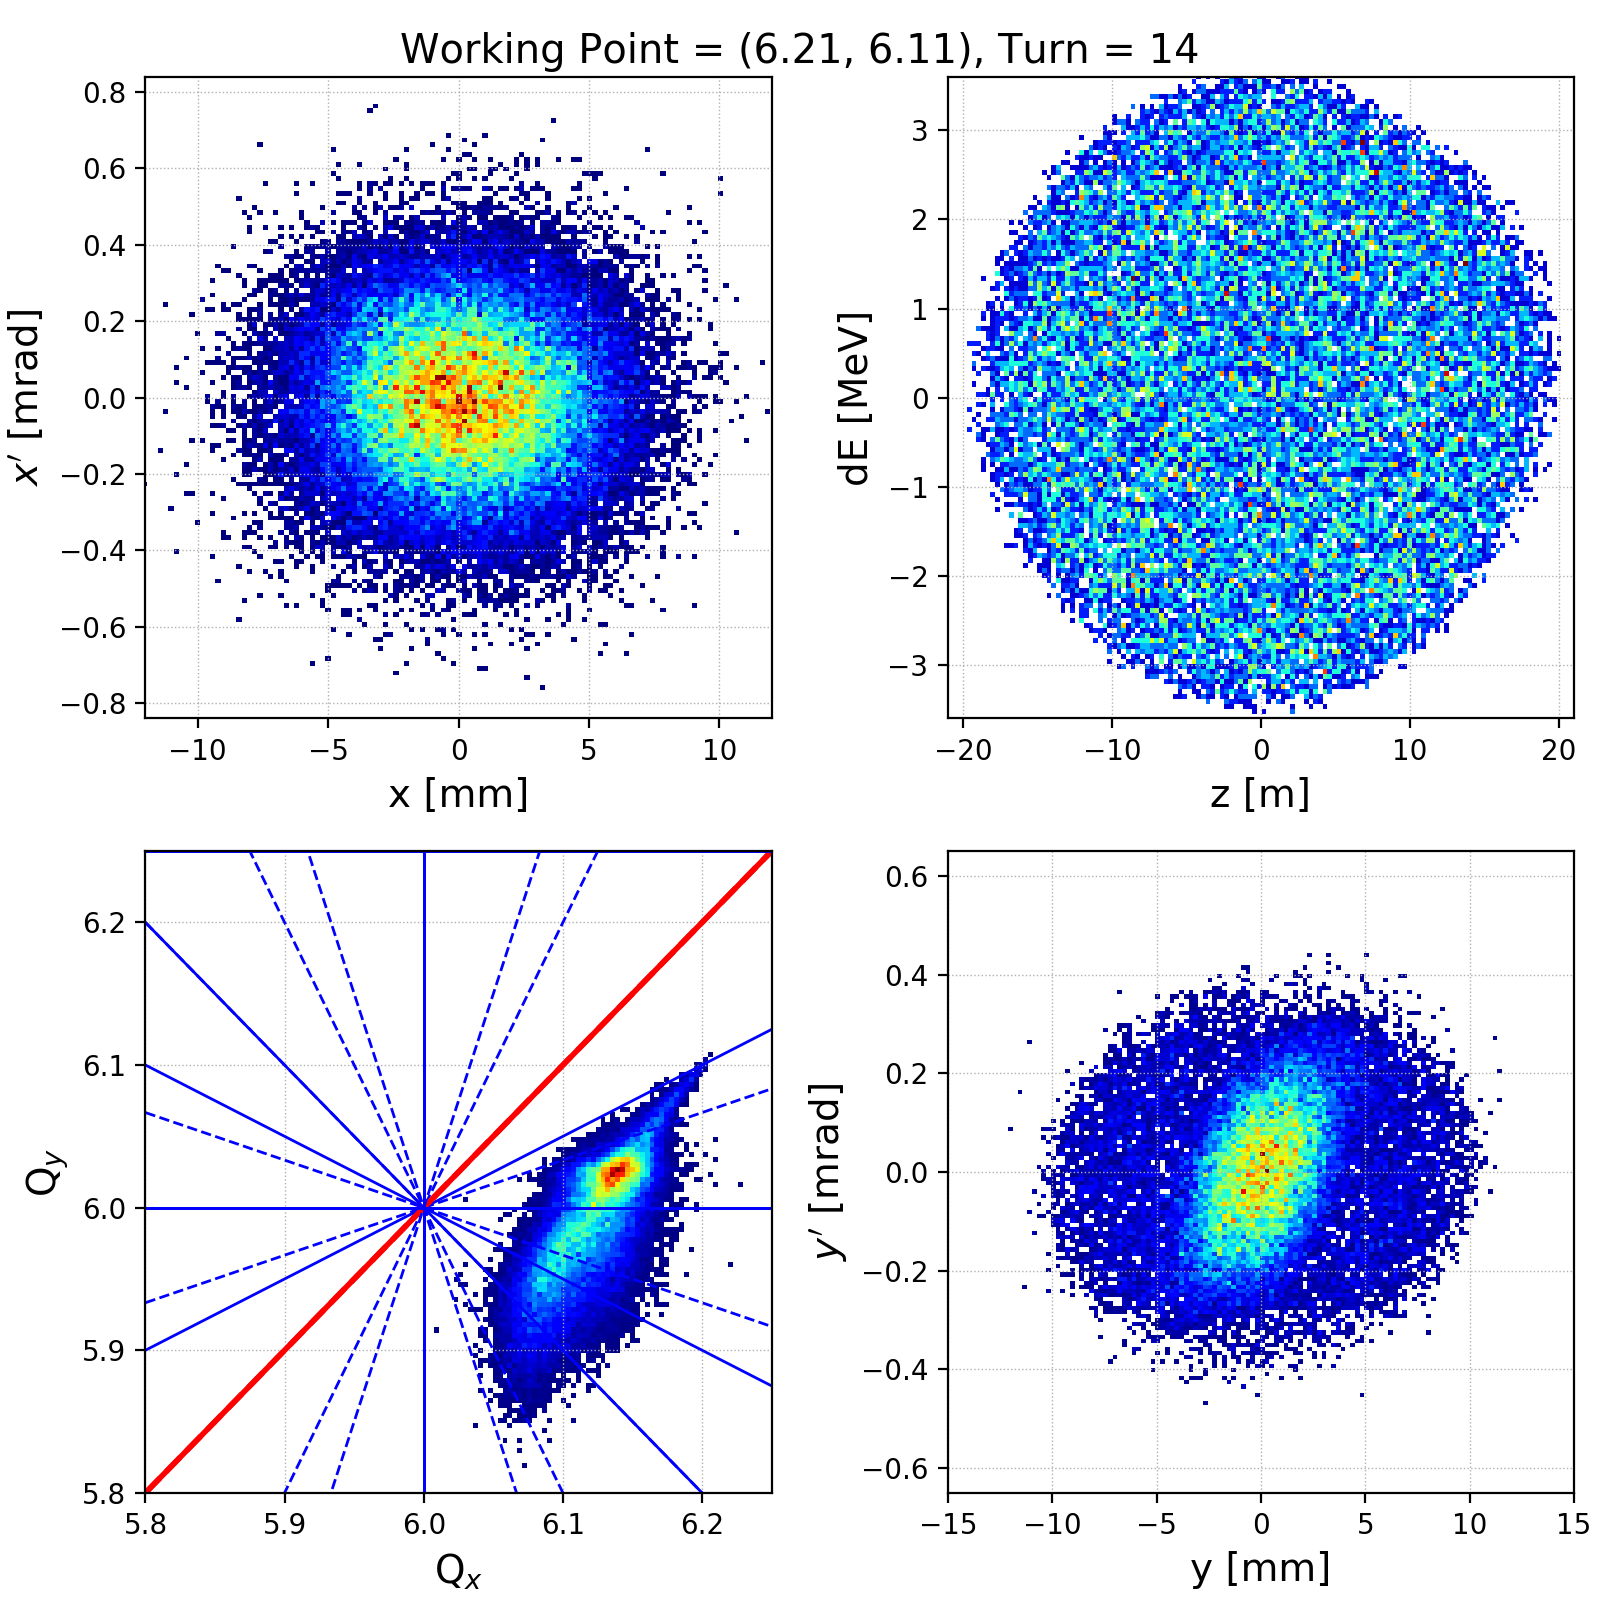 Working Point = (6.21, 6.11), Turn = 14
0.8
0.6
0.4
0.2
0.0
−0.2
−0.4
−0.6
−0.8
x′ [mrad]
−10 −5 0 5 10
x [mm]
3
2
1
0
−1
−2
−3
dE [MeV]
−20 −10 0 10 20
z [m]
6.2
6.1
6.0
5.9
5.8
Q_y
5.8 5.9 6.0 6.1 6.2
Q_x
0.6
0.4
0.2
0.0
−0.2
−0.4
−0.6
y′ [mrad]
−15 −10 −5 0 5 10 15
y [mm]